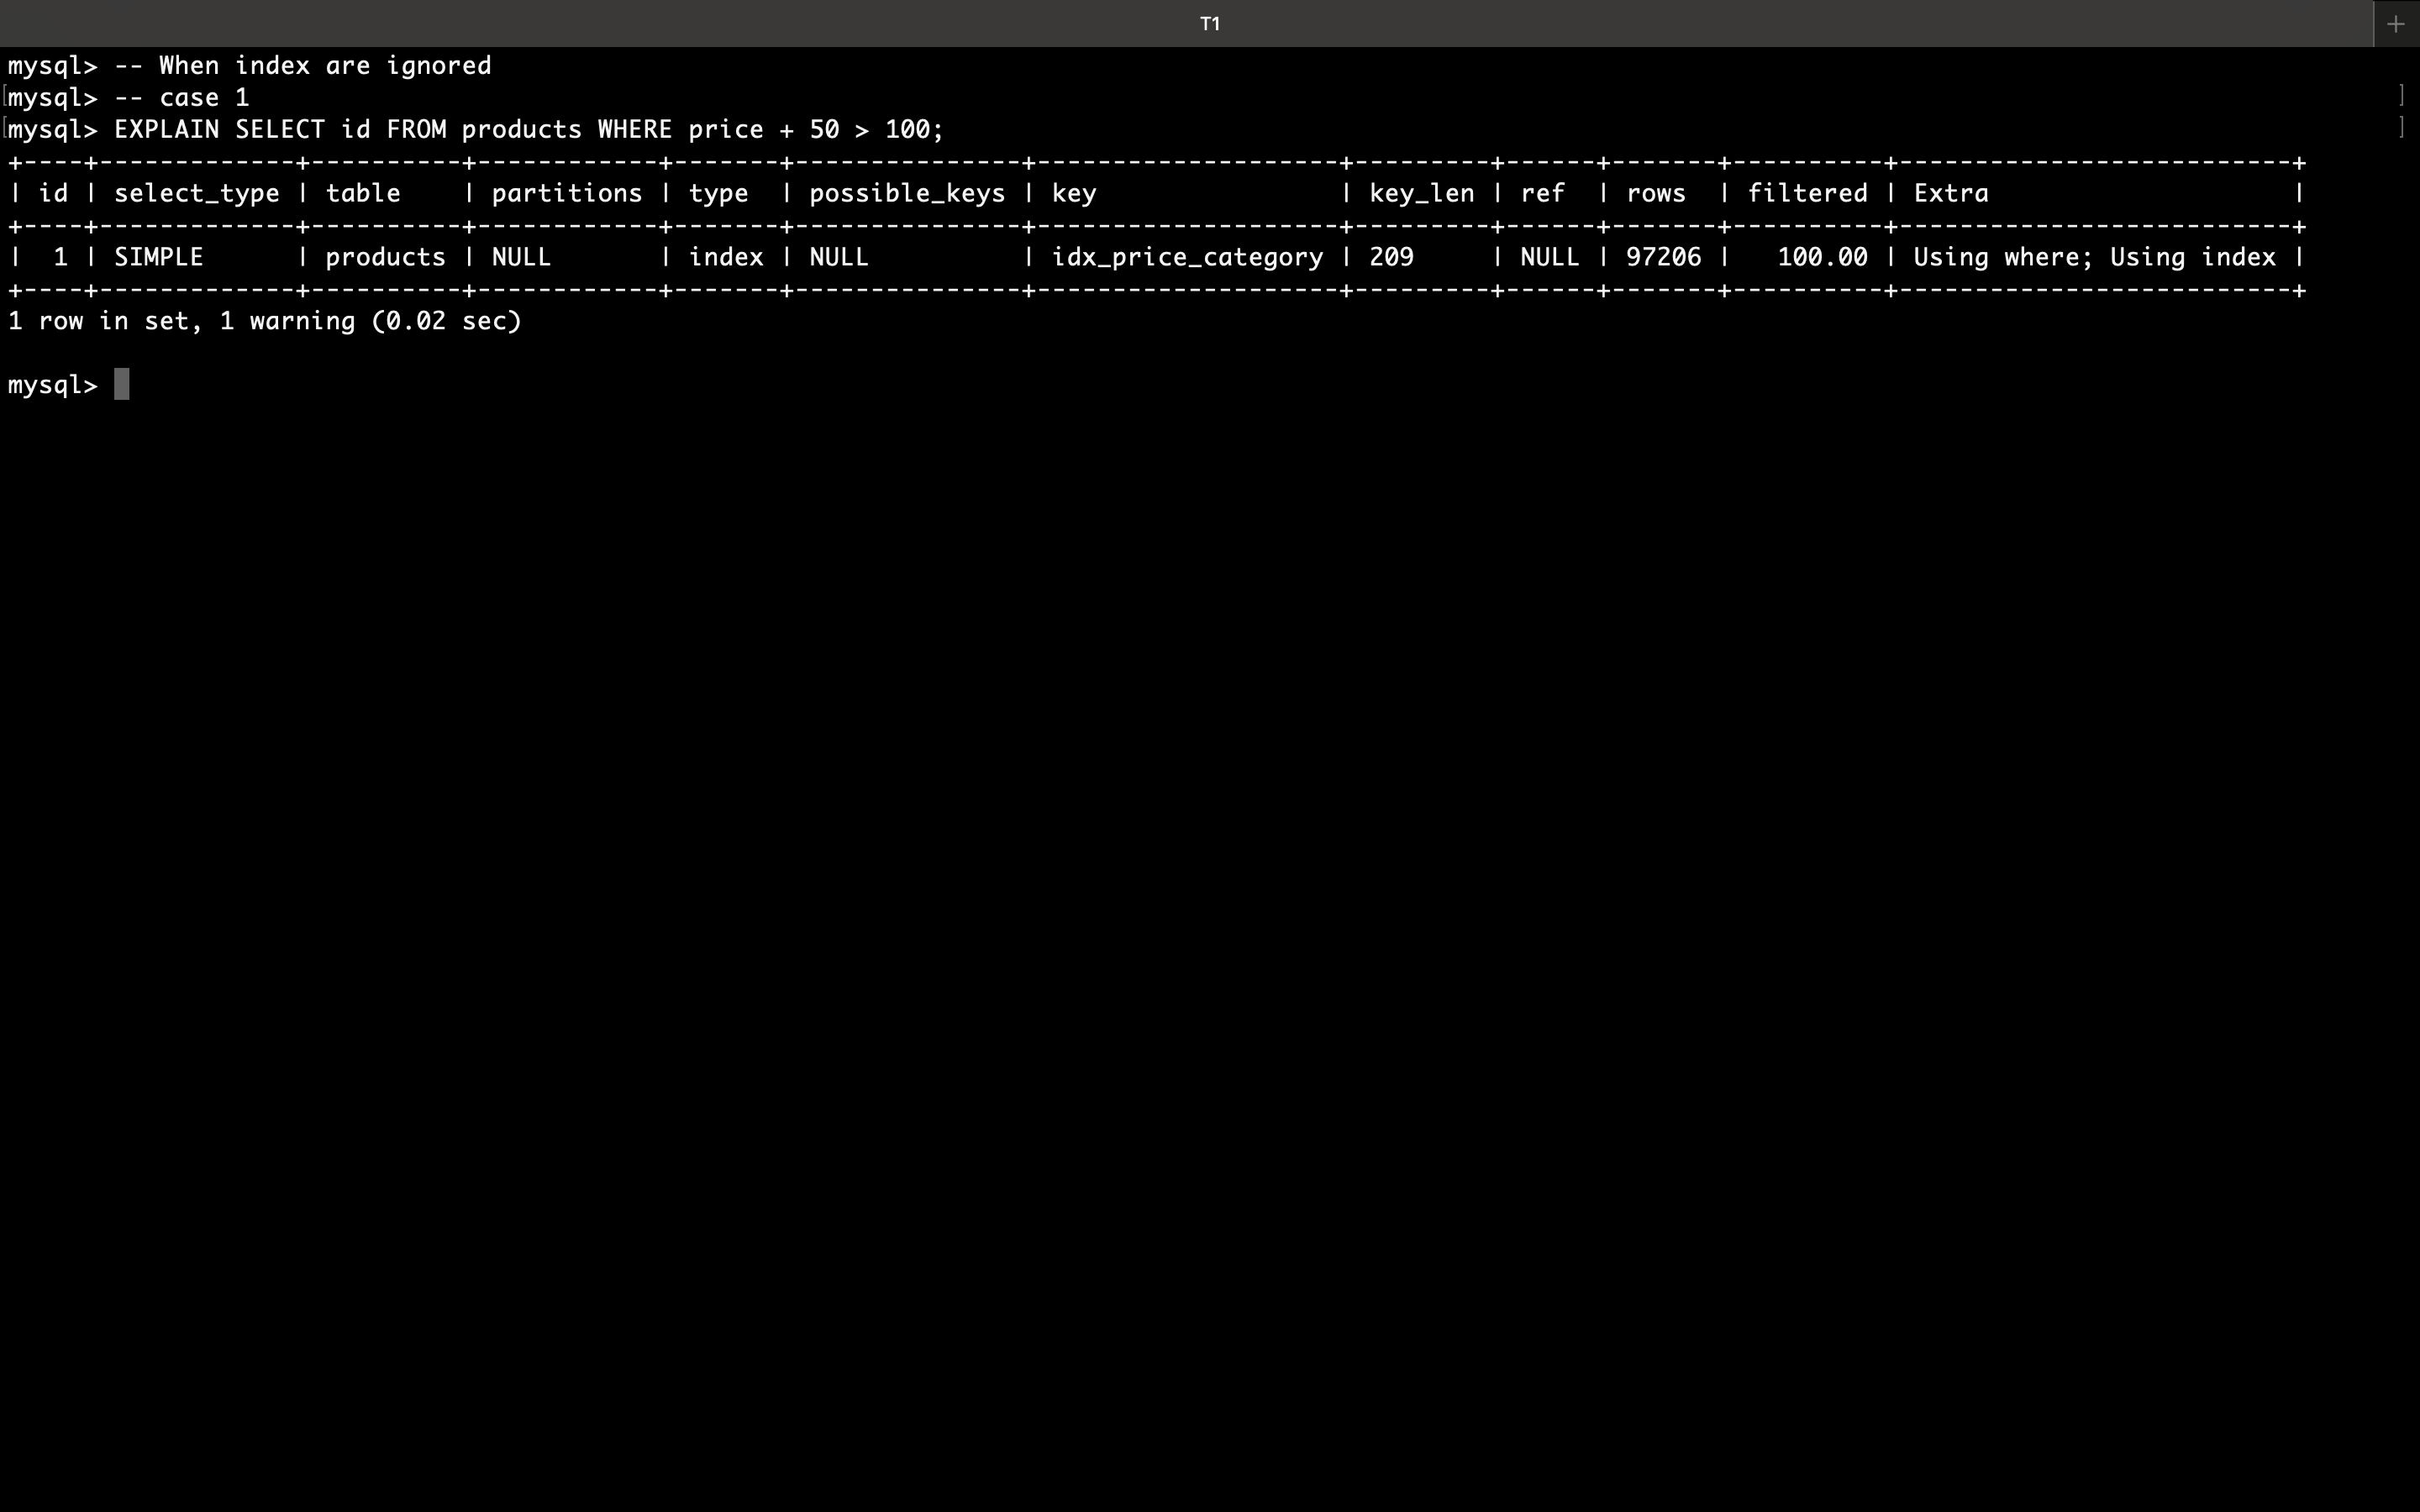 T1
mysql> -- When index are ignored
mysql> -- case 1
mysql> EXPLAIN SELECT id FROM products WHERE price + 50 > 100;
+----+-------------+----------+------------+-------+---------------+--------------------+---------+------+-------+----------+--------------------------+
| id | select_type | table    | partitions | type  | possible_keys | key                | key_len | ref  | rows  | filtered | Extra                    |
+----+-------------+----------+------------+-------+---------------+--------------------+---------+------+-------+----------+--------------------------+
|  1 | SIMPLE      | products | NULL       | index | NULL          | idx_price_category | 209     | NULL | 97206 |   100.00 | Using where; Using index |
+----+-------------+----------+------------+-------+---------------+--------------------+---------+------+-------+----------+--------------------------+
1 row in set, 1 warning (0.02 sec)
mysql>